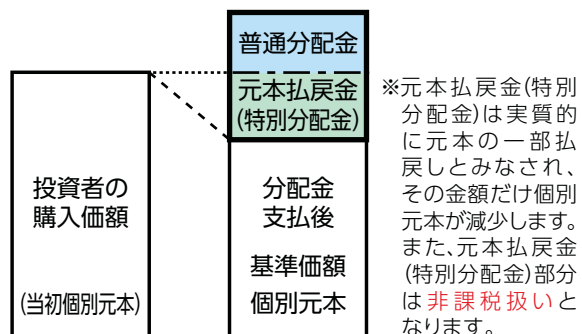 普通分配金
元本払戻金
(特別分配金)
投資者の
購入価額
(当初個別元本)
分配金
支払後
基準価額
個別元本
※元本払戻金(特別
分配金)は実質的
に元本の一部払
戻しとみなされ、
その金額だけ個別
元本が減少します。
また、元本払戻金
(特別分配金)部分
は非課税扱いと
なります。